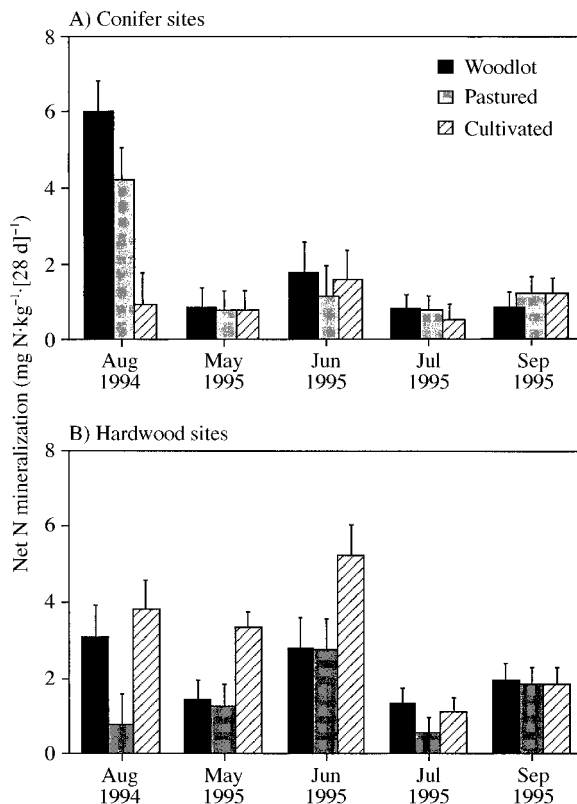 A) Conifer sites
Woodlot
Pastured
Cultivated
8
6
4
2
0
Aug
1994
May
1995
Jun
1995
Jul
1995
Sep
1995
Net N mineralization (mg N·kg⁻¹·[28 d]⁻¹)
B) Hardwood sites
8
6
4
2
0
Aug
1994
May
1995
Jun
1995
Jul
1995
Sep
1995